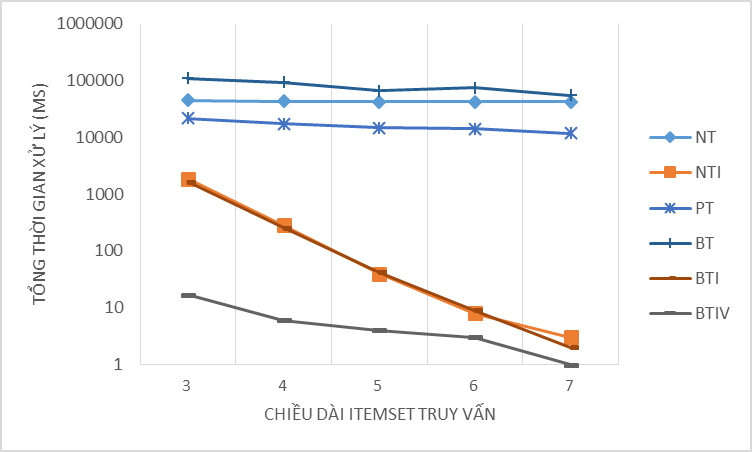 TỔNG THỜI GIAN XỬ LÝ (MS)
1000000
100000
10000
1000
100
10
1
3 4 5 6 7
CHIỀU DÀI ITEMSET TRUY VẤN
NT
NTI
PT
BT
BTI
BTIV